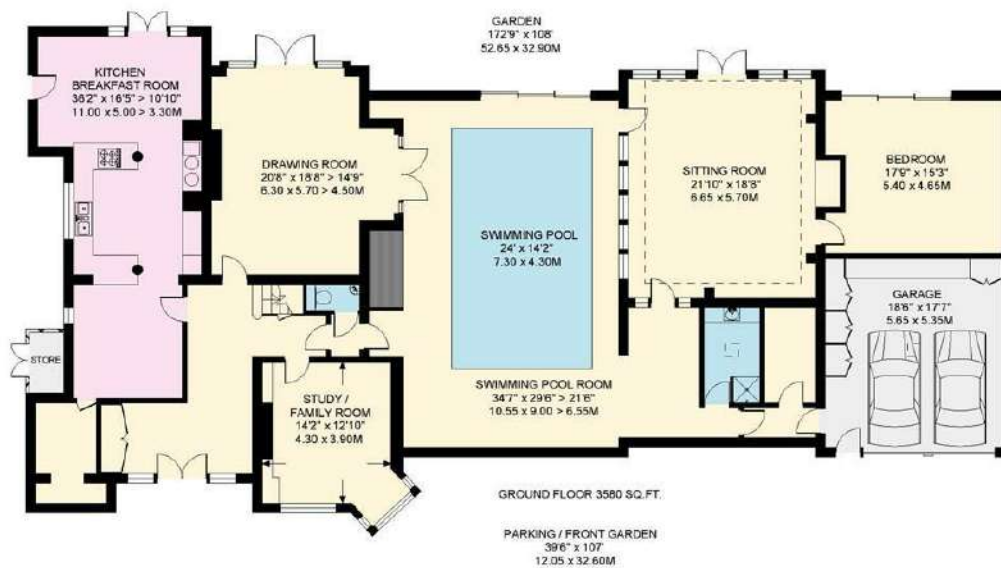 GARDEN
172'9" x 108'
52.65 x 32.90M
KITCHEN
BREAKFAST ROOM
36'2" x 16'5" > 10'10"
11.00 x 5.00 > 3.30M
DRAWING ROOM
20'8" x 18'8" > 14'9"
6.30 x 5.70 > 4.50M
SWIMMING POOL
24' x 14'2"
7.30 x 4.30M
SITTING ROOM
21'10" x 18'8"
6.65 x 5.70M
BEDROOM
17'9" x 15'3"
5.40 x 4.65M
GARAGE
18'6" x 17'7"
5.65 x 5.35M
STORE
STUDY /
FAMILY ROOM
14'2" x 12'10"
4.30 x 3.90M
SWIMMING POOL ROOM
34'7" x 29'6" > 21'6"
10.55 x 9.00 > 6.55M
GROUND FLOOR 3580 SQ.FT.
PARKING / FRONT GARDEN
39'6" x 107'
12.05 x 32.60M